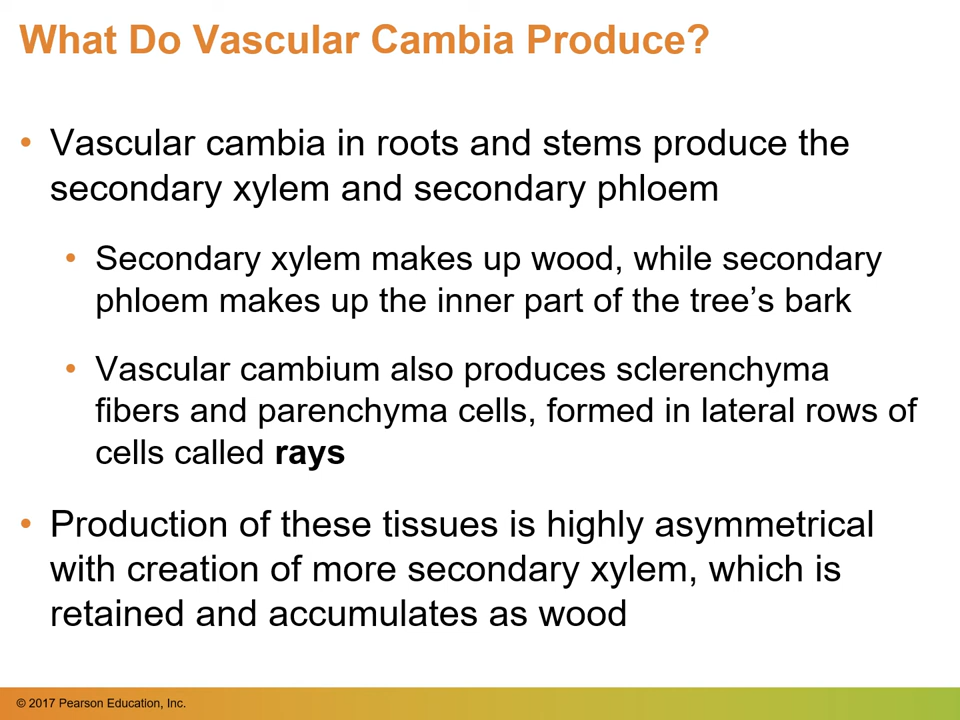 What Do Vascular Cambia Produce?
• Vascular cambia in roots and stems produce the
secondary xylem and secondary phloem
• Secondary xylem makes up wood, while secondary
phloem makes up the inner part of the tree’s bark
• Vascular cambium also produces sclerenchyma
fibers and parenchyma cells, formed in lateral rows of
cells called rays
• Production of these tissues is highly asymmetrical
with creation of more secondary xylem, which is
retained and accumulates as wood
© 2017 Pearson Education, Inc.